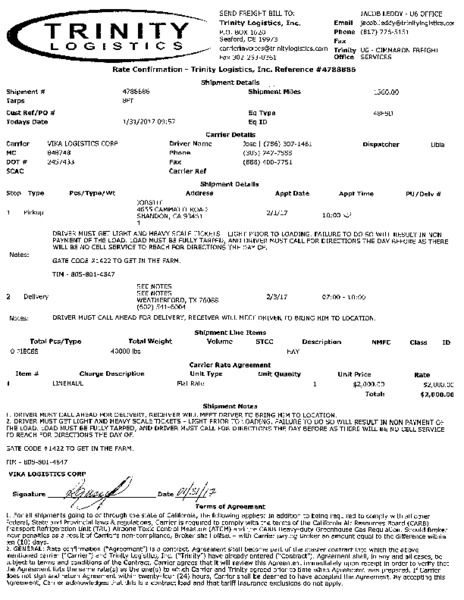 TRINITY
LOGISTICS
SEND FREIGHT BILL TO:
Trinity Logistics, Inc.
P.O. BOX 1620
Seaford, DE 19973
carrierinvoices@trinitylogistics.com
Fax 302-253-0361
JACOB LEDDY - U6 OFFICE
Email jacob.leddy@trinitylogistics.com
Phone (817) 776-5151
Fax
Trinity Office U6 - CIMMARON FREIGHT SERVICES
Rate Confirmation - Trinity Logistics, Inc. Reference #4788886
Shipment Details
Shipment # 4788886 Shipment Miles 1560.00
Tarps 8FT
Cust Ref/PO # Eq Type 48-SD
Todays Date 1/31/2017 09:57 Eq ID
Carrier Details
Carrier VIKA LOGISTICS CORP Driver Name Jose | (786) 307-1461 Dispatcher Libia
MC 848748 Phone (305) 747-7555
DOT # 2457433 Fax (866) 400-7751
SCAC Carrier Ref
Shipment Details
Stop Type Pcs/Type/Wt Address Appt Date Appt Time PU/Delv #
1 Pickup
4655 CAMMATTI ROAD
SHANDON, CA 93461
2/1/17 10:00
DRIVER MUST GET LIGHT AND HEAVY SCALE TICKETS - LIGHT PRIOR TO LOADING. FAILURE TO DO SO WILL RESULT IN NON
PAYMENT OF THE LOAD. LOAD MUST BE FULLY TARPED, AND DRIVER MUST CALL FOR DIRECTIONS THE DAY BEFORE AS THERE
WILL BE NO CELL SERVICE TO REACH FOR DIRECTIONS THE DAY OF.
Notes:
GATE CODE #1422 TO GET IN THE FARM.
TIM - 805-801-4847
2 Delivery
SEE NOTES
SEE NOTES
WEATHERFORD, TX 76088
(602) 541-6004
2/3/17 07:00 - 10:00
Notes: DRIVER MUST CALL AHEAD FOR DELIVERY, RECEIVER WILL MEET DRIVER TO BRING HIM TO LOCATION.
Shipment Line Items
Total Pcs/Type Total Weight Volume STCC Description NMFC Class ID
0 PIECES 43000 lbs HAY
Carrier Rate Agreement
Item # Charge Description Unit Type Unit Quantity Unit Price Rate
1 LINEHAUL Flat Rate 1 $2,000.00 $2,000.00
Total: $2,000.00
Shipment Notes
1. DRIVER MUST CALL AHEAD FOR DELIVERY, RECEIVER WILL MEET DRIVER TO BRING HIM TO LOCATION.
2. DRIVER MUST GET LIGHT AND HEAVY SCALE TICKETS - LIGHT PRIOR TO LOADING. FAILURE TO DO SO WILL RESULT IN NON PAYMENT OF
THE LOAD. LOAD MUST BE FULLY TARPED, AND DRIVER MUST CALL FOR DIRECTIONS THE DAY BEFORE AS THERE WILL BE NO CELL SERVICE
TO REACH FOR DIRECTIONS THE DAY OF.
GATE CODE #1422 TO GET IN THE FARM.
TIM - 805-801-4847
VIKA LOGISTICS CORP
Signature Date 01/31/17
Terms of Agreement
1. For all shipments going to or through the state of California, the following applies: In addition to being required to comply with all other
Federal, State and Provincial laws & regulations, Carrier is required to comply with the terms of the California Air Resources Board (CARB)
Transport Refrigeration Unit (TRU) Airborne Toxic Control Measure (ATCM) and the CARB Heavy-duty Greenhouse Gas Regulation. Should Broker
incur penalties as a result of Carrier's non-compliance, Broker shall offset - with Carrier paying Broker an amount equal to the difference within
ten (10) days.
2. GENERAL: Rate confirmation ("Agreement") is a contract. Agreement shall become part of the broker contract into which the above
mentioned carrier ("Carrier") and Trinity Logistics, Inc. ("Trinity") have already entered ("Contract"). Agreement shall, in any and all cases, be
subject to terms and conditions of the Contract. Carrier agrees that it will review this Agreement immediately upon receipt in order to verify that
the Agreement lists the same rate(s) as the one(s) to which Carrier and Trinity agreed prior to time when Agreement was prepared. If Carrier
does not sign and return Agreement within twenty-four (24) hours, Carrier shall be deemed to have accepted the Agreement. By accepting this
Agreement, Carrier acknowledges that this is a contract load and that tariff insurance exclusions do not apply.